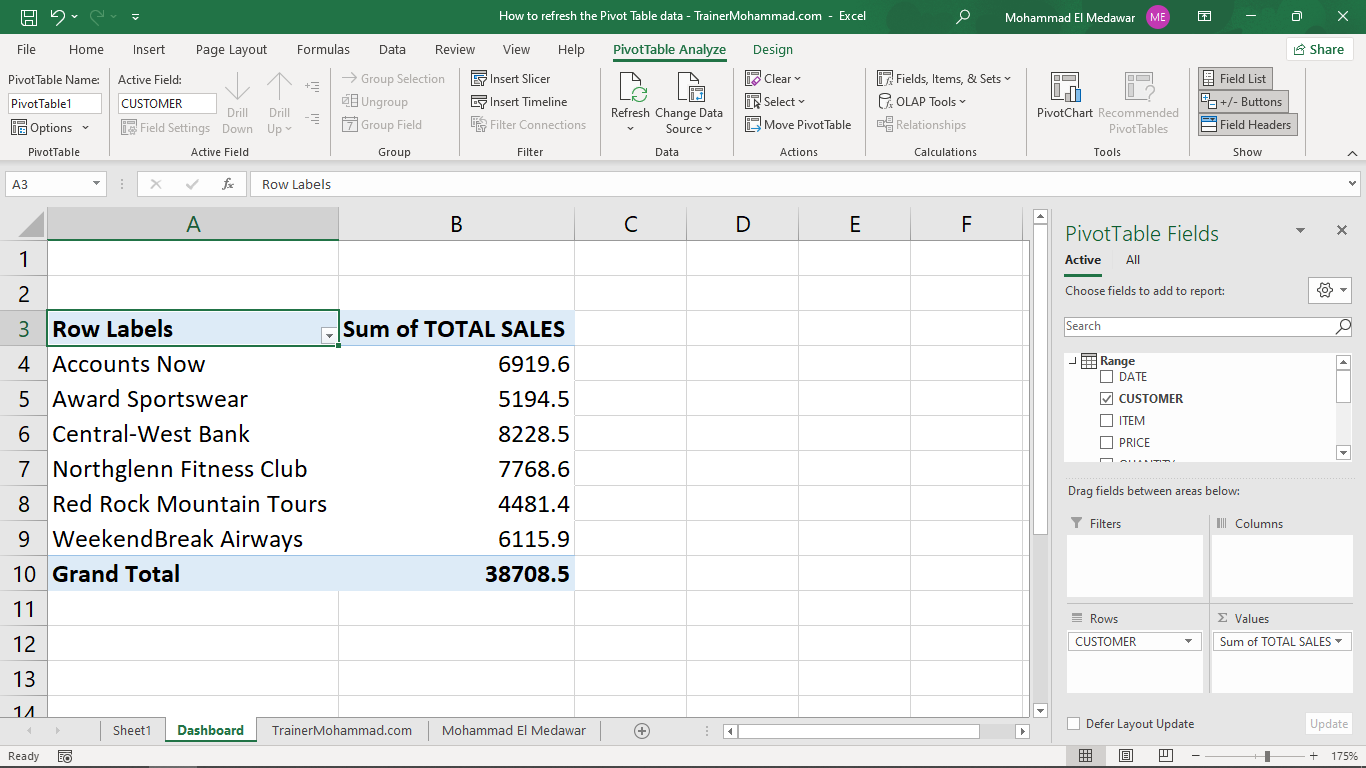 How to refresh the Pivot Table data - TrainerMohammad.com - Excel
Mohammad El Medawar ME
File Home Insert Page Layout Formulas Data Review View Help PivotTable Analyze Design Share
PivotTable Name:
PivotTable1
Options
PivotTable
Active Field:
CUSTOMER
Field Settings
Drill Down
Drill Up
Active Field
Group Selection
Ungroup
Group Field
Group
Insert Slicer
Insert Timeline
Filter Connections
Filter
Refresh
Change Data Source
Data
Clear
Select
Move PivotTable
Actions
Fields, Items, & Sets
OLAP Tools
Relationships
Calculations
PivotChart
Recommended PivotTables
Tools
Field List
+/- Buttons
Field Headers
Show
A3 fx Row Labels
A B C D E F
1
2
3 Row Labels Sum of TOTAL SALES
4 Accounts Now 6919.6
5 Award Sportswear 5194.5
6 Central-West Bank 8228.5
7 Northglenn Fitness Club 7768.6
8 Red Rock Mountain Tours 4481.4
9 WeekendBreak Airways 6115.9
10 Grand Total 38708.5
11
12
13
14
PivotTable Fields
Active All
Choose fields to add to report:
Search
Range
DATE
CUSTOMER
ITEM
PRICE
QUANTITY
Drag fields between areas below:
Filters
Columns
Rows
Σ Values
CUSTOMER
Sum of TOTAL SALES
Defer Layout Update
Update
Sheet1 Dashboard TrainerMohammad.com Mohammad El Medawar
Ready
175%